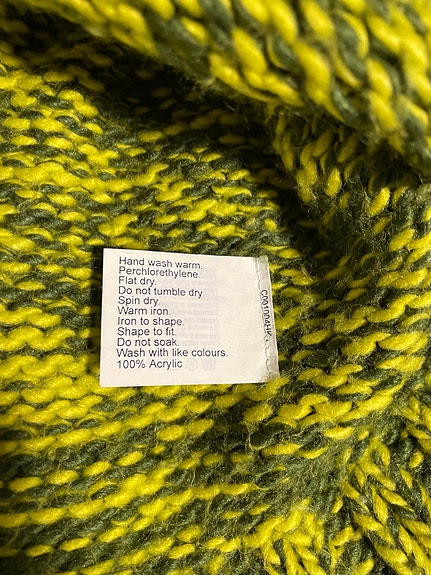 Hand wash warm.
Perchlorethylene.
Flat dry.
Do not tumble dry
Spin dry.
Warm iron.
Iron to shape.
Shape to fit.
Do not soak.
Wash with like colours.
100% Acrylic